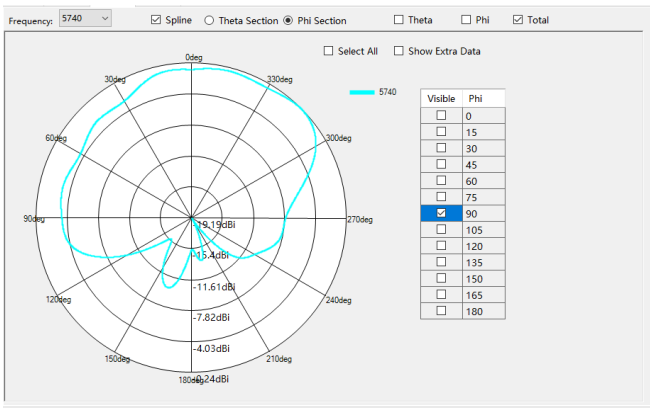 Frequency: 5740 Spline Theta Section Phi Section Theta Phi Total
Select All Show Extra Data
0deg
30deg 330deg
5740
Visible Phi
0
15
30
45
60
75
90
105
120
135
150
165
180
60deg 300deg
90deg 270deg
-19.19dBi
-15.4dBi
-11.61dBi
120deg 240deg
-7.82dBi
-4.03dBi
150deg 210deg
180deg -0.24dBi